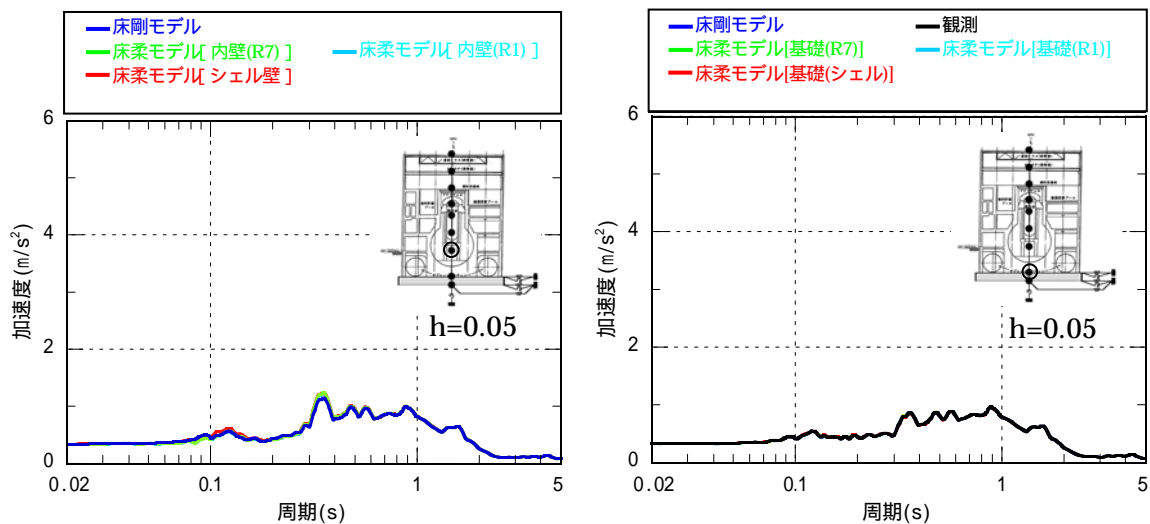 床剛モデル
床柔モデル[ 内壁(R7) ]
床柔モデル[ 内壁(R1) ]
床柔モデル[ シェル壁 ]
6
4
2
0
加速度(m/s²)
h=0.05
0.02
0.1
1
5
周期(s)
床剛モデル
観測
床柔モデル[基礎(R7)]
床柔モデル[基礎(R1)]
床柔モデル[基礎(シェル)]
6
4
2
0
加速度(m/s²)
h=0.05
0.02
0.1
1
5
周期(s)